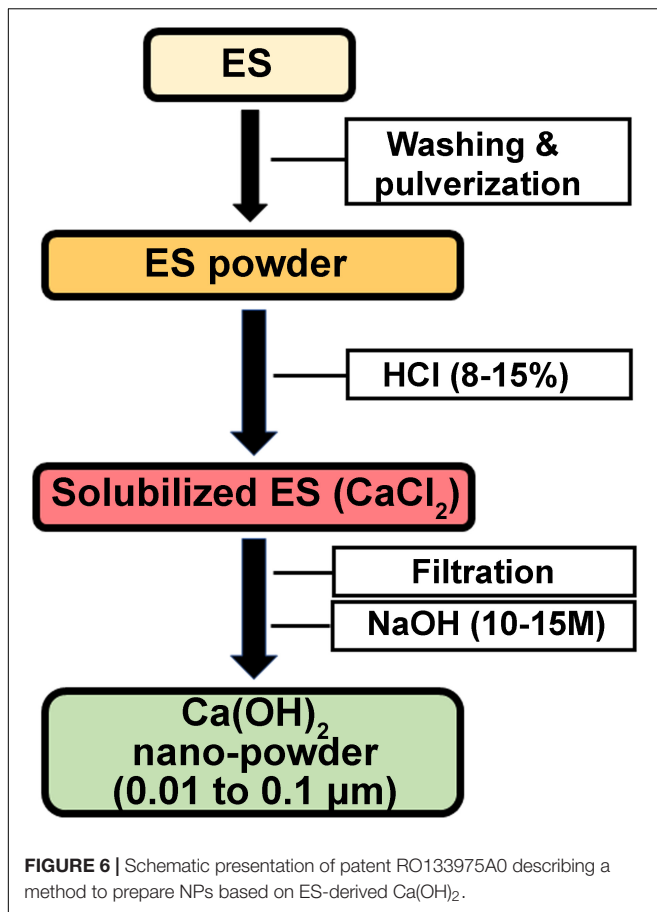 ES
Washing &
pulverization
ES powder
HCl (8-15%)
Solubilized ES (CaCl₂)
Filtration
NaOH (10-15M)
Ca(OH)₂
nano-powder
(0.01 to 0.1 µm)
FIGURE 6 | Schematic presentation of patent RO133975A0 describing a
method to prepare NPs based on ES-derived Ca(OH)₂.